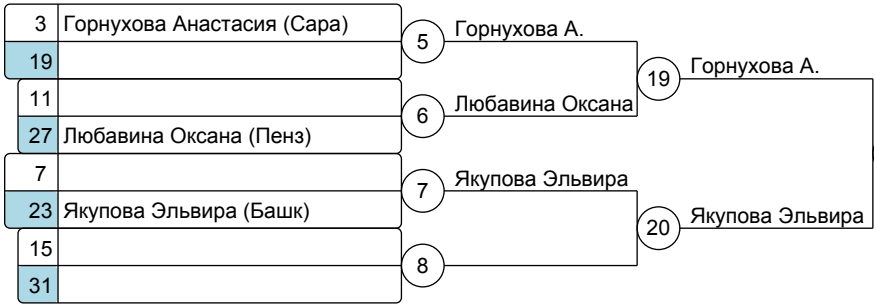 3 Горнухова Анастасия (Сара)
19
11
27 Любавина Оксана (Пенз)
7
23 Якупова Эльвира (Башк)
15
31
5 Горнухова А.
6 Любавина Оксана
7 Якупова Эльвира
8
19 Горнухова А.
20 Якупова Эльвира